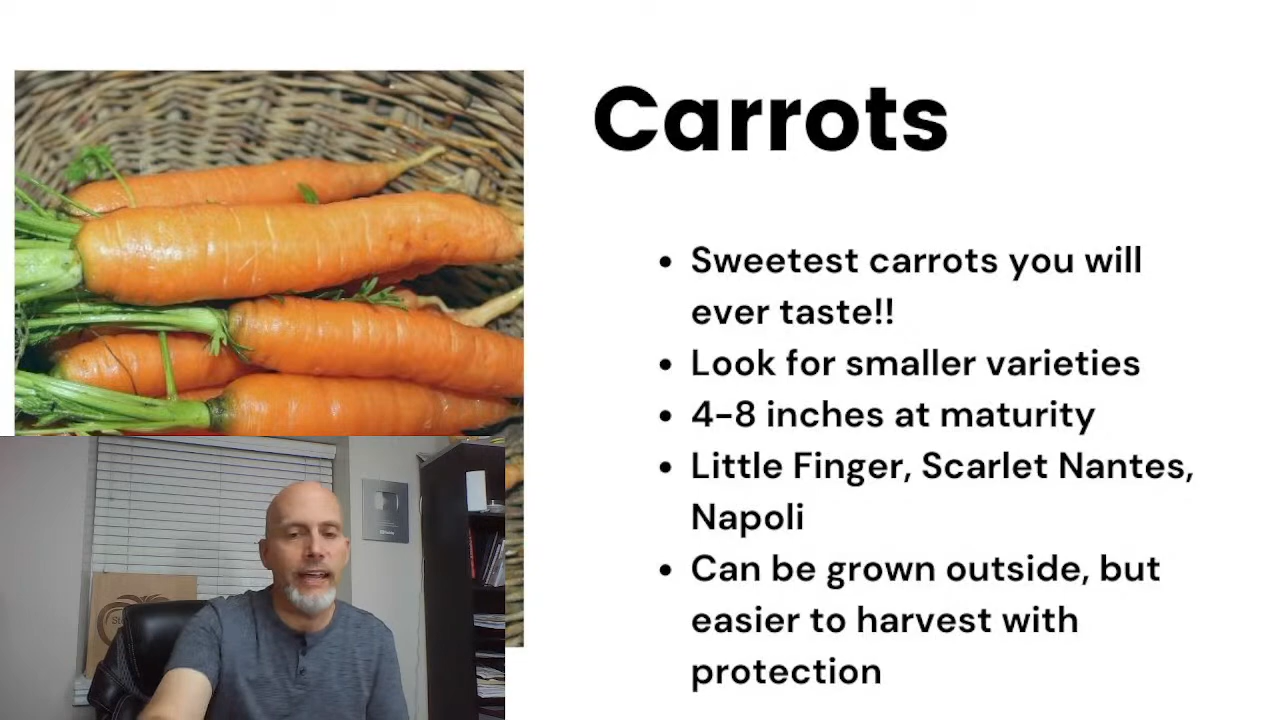 Carrots
• Sweetest carrots you will
ever taste!!
• Look for smaller varieties
• 4-8 inches at maturity
• Little Finger, Scarlet Nantes,
Napoli
• Can be grown outside, but
easier to harvest with
protection